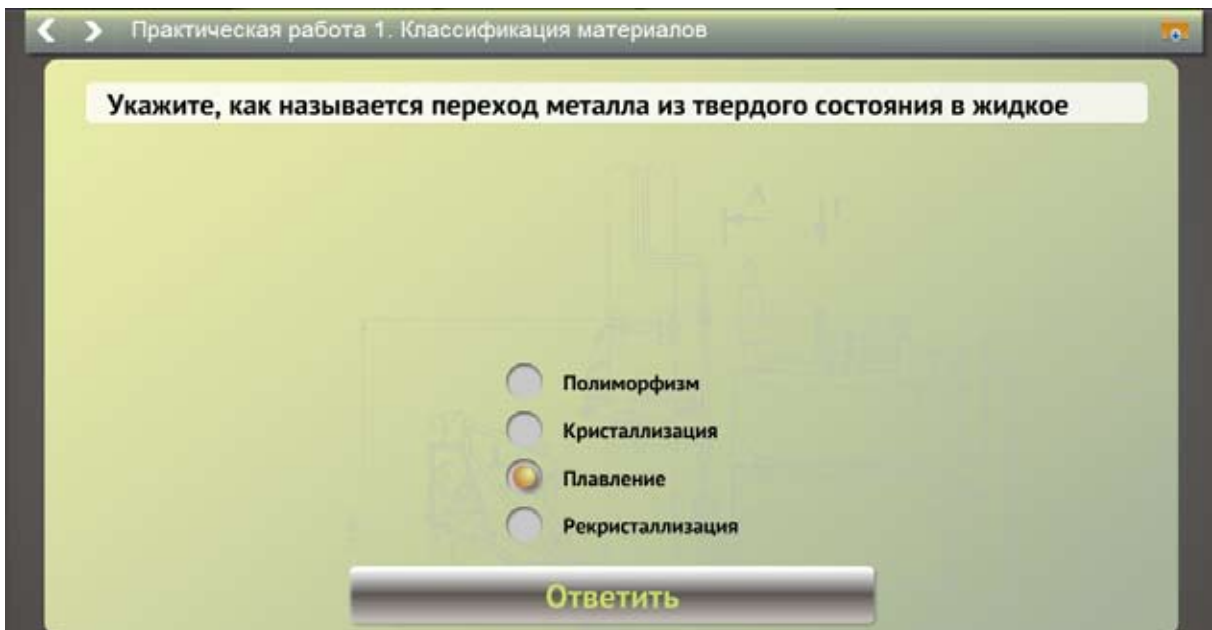 Практическая работа 1. Классификация материалов
Укажите, как называется переход металла из твердого состояния в жидкое
Полиморфизм
Кристаллизация
Плавление
Рекристаллизация
Ответить